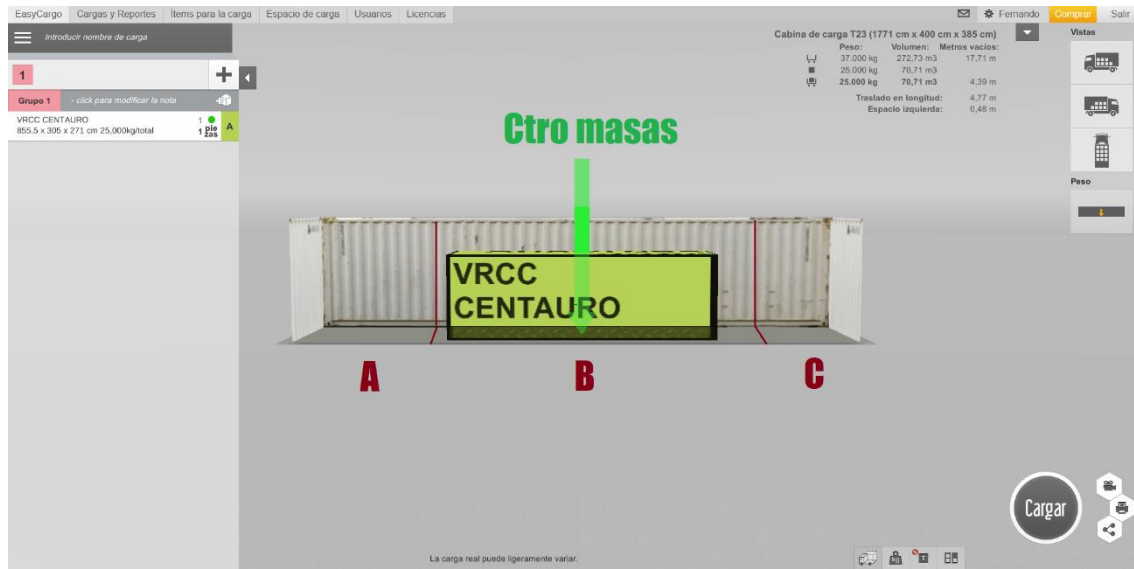 EasyCargo Cargas y Reportes Ítems para la carga Espacio de carga Usuarios Licencias Fernando Comprar Salir
Introducir nombre de carga
1
Grupo 1 - click para modificar la nota
VRCC CENTAURO 1
855.5 x 305 x 271 cm 25,000kg/total 1 pie zas A
Cabina de carga T23 (1771 cm x 400 cm x 385 cm)
Peso: Volumen: Metros vacíos:
37.000 kg 272,73 m3 17,71 m
25.000 kg 70,71 m3
25.000 kg 70,71 m3 4,39 m
Traslado en longitud: 4,77 m
Espacio izquierda: 0,48 m
Vistas
Peso
Ctro masas
VRCC
CENTAURO
A B C
Cargar
La carga real puede ligeramente variar.